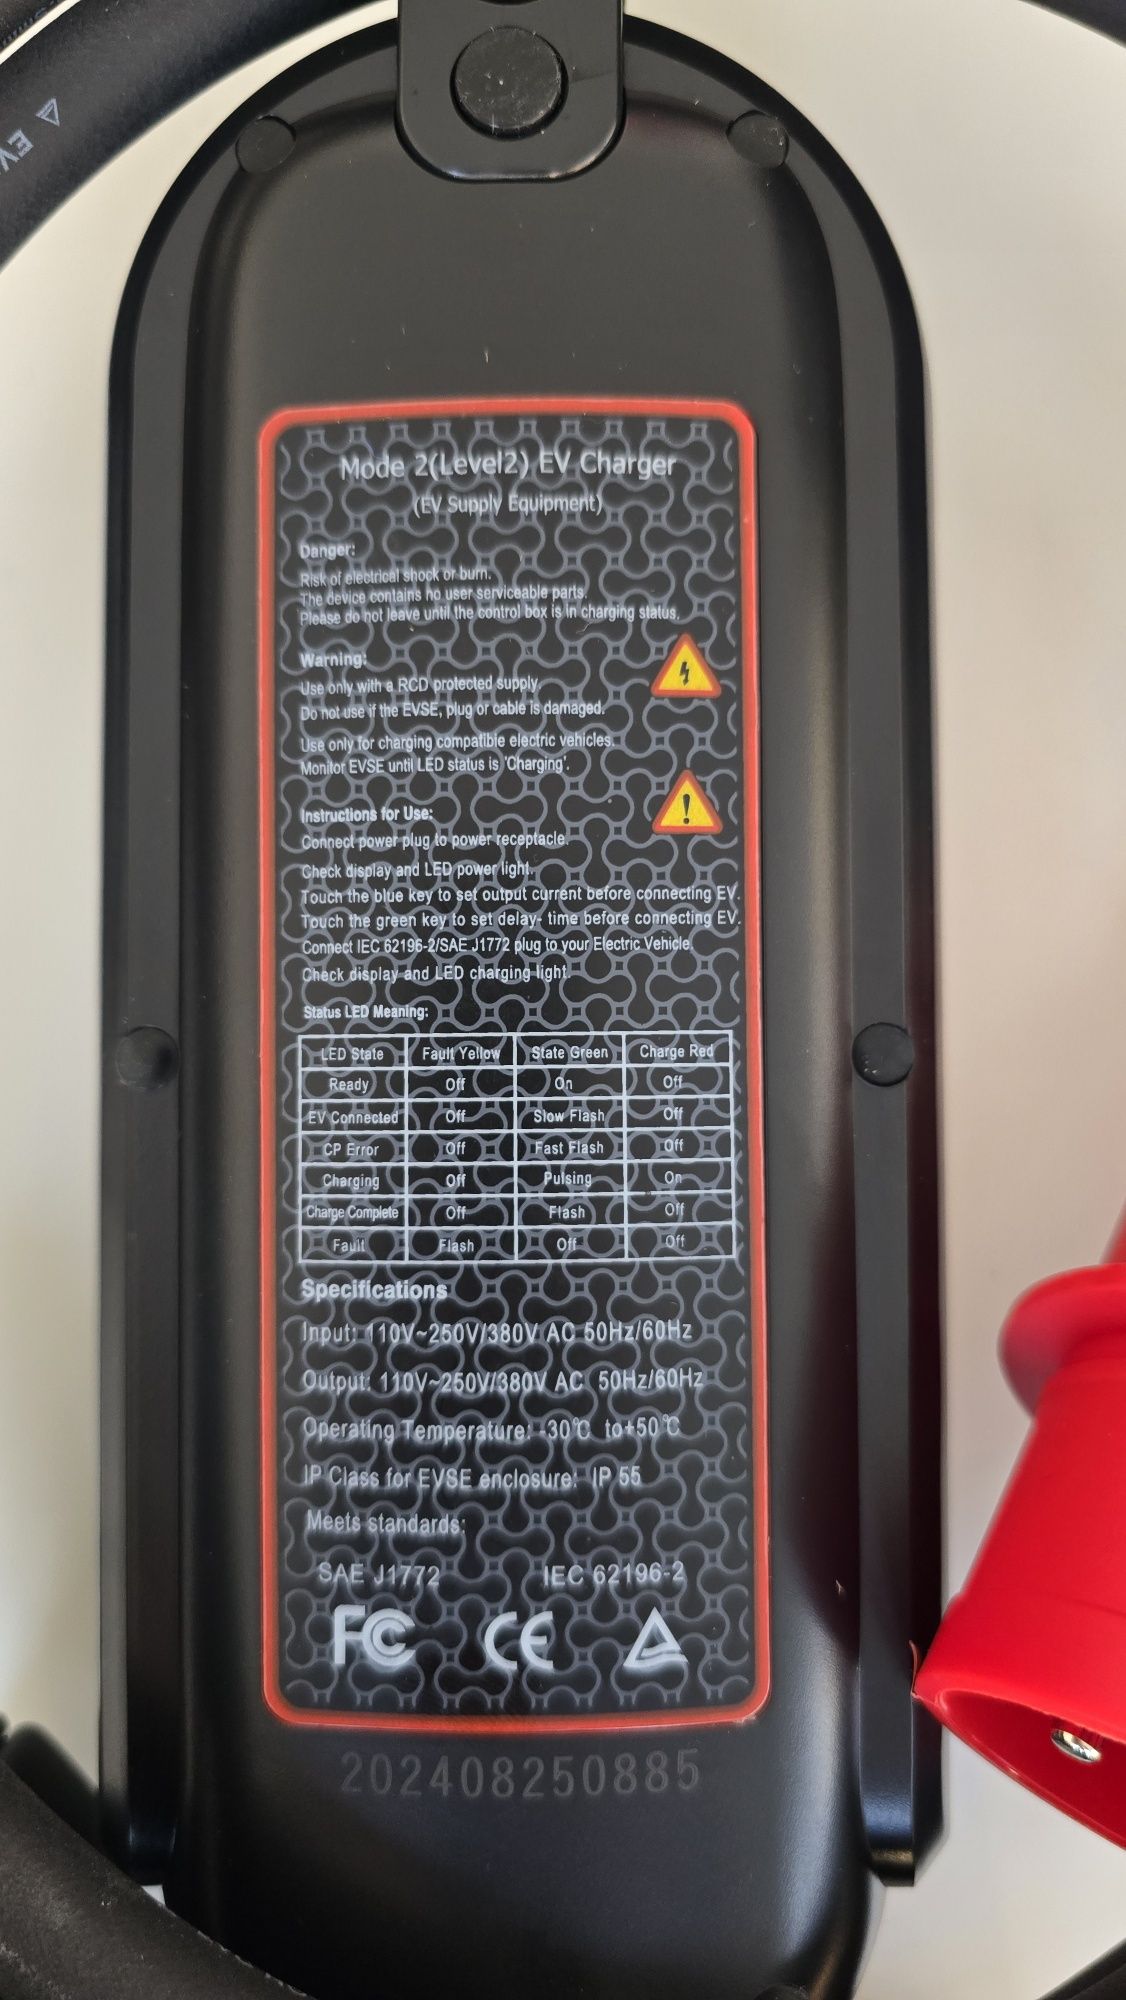 EV
Mode 2(Level2) EV Charger
(EV Supply Equipment)
Danger:
Risk of electrical shock or burn.
The device contains no user serviceable parts.
Please do not leave until the control box is in charging status.
Warning:
Use only with a RCD protected supply.
Do not use if the EVSE, plug or cable is damaged.
Use only for charging compatible electric vehicles.
Monitor EVSE until LED status is 'Charging'.
Instructions for Use:
Connect power plug to power receptacle.
Check display and LED power light.
Touch the blue key to set output current before connecting EV.
Touch the green key to set delay- time before connecting EV.
Connect IEC 62196-2/SAE J1772 plug to your Electric Vehicle.
Check display and LED charging light.
Status LED Meaning:
LED State Fault Yellow State Green Charge Red
Ready Off On Off
EV Connected Off Slow Flash Off
CP Error Off Fast Flash Off
Charging Off Pulsing On
Charge Complete Off Flash Off
Fault Flash Off Off
Specifications
Input: 110V~250V/380V AC 50Hz/60Hz
Output: 110V~250V/380V AC 50Hz/60Hz
Operating Temperature: -30℃ to+50℃
IP Class for EVSE enclosure: IP 55
Meets standards:
SAE J1772 IEC 62196-2
FC CE
202408250885